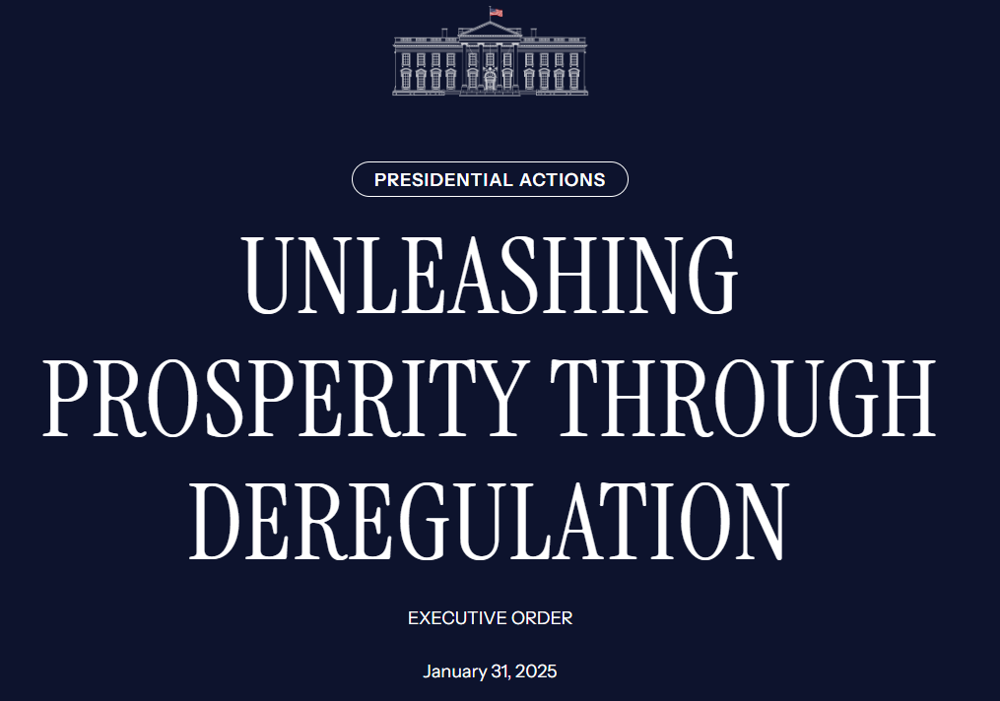 PRESIDENTIAL ACTIONS
UNLEASHING
PROSPERITY THROUGH
DEREGULATION
EXECUTIVE ORDER
January 31, 2025